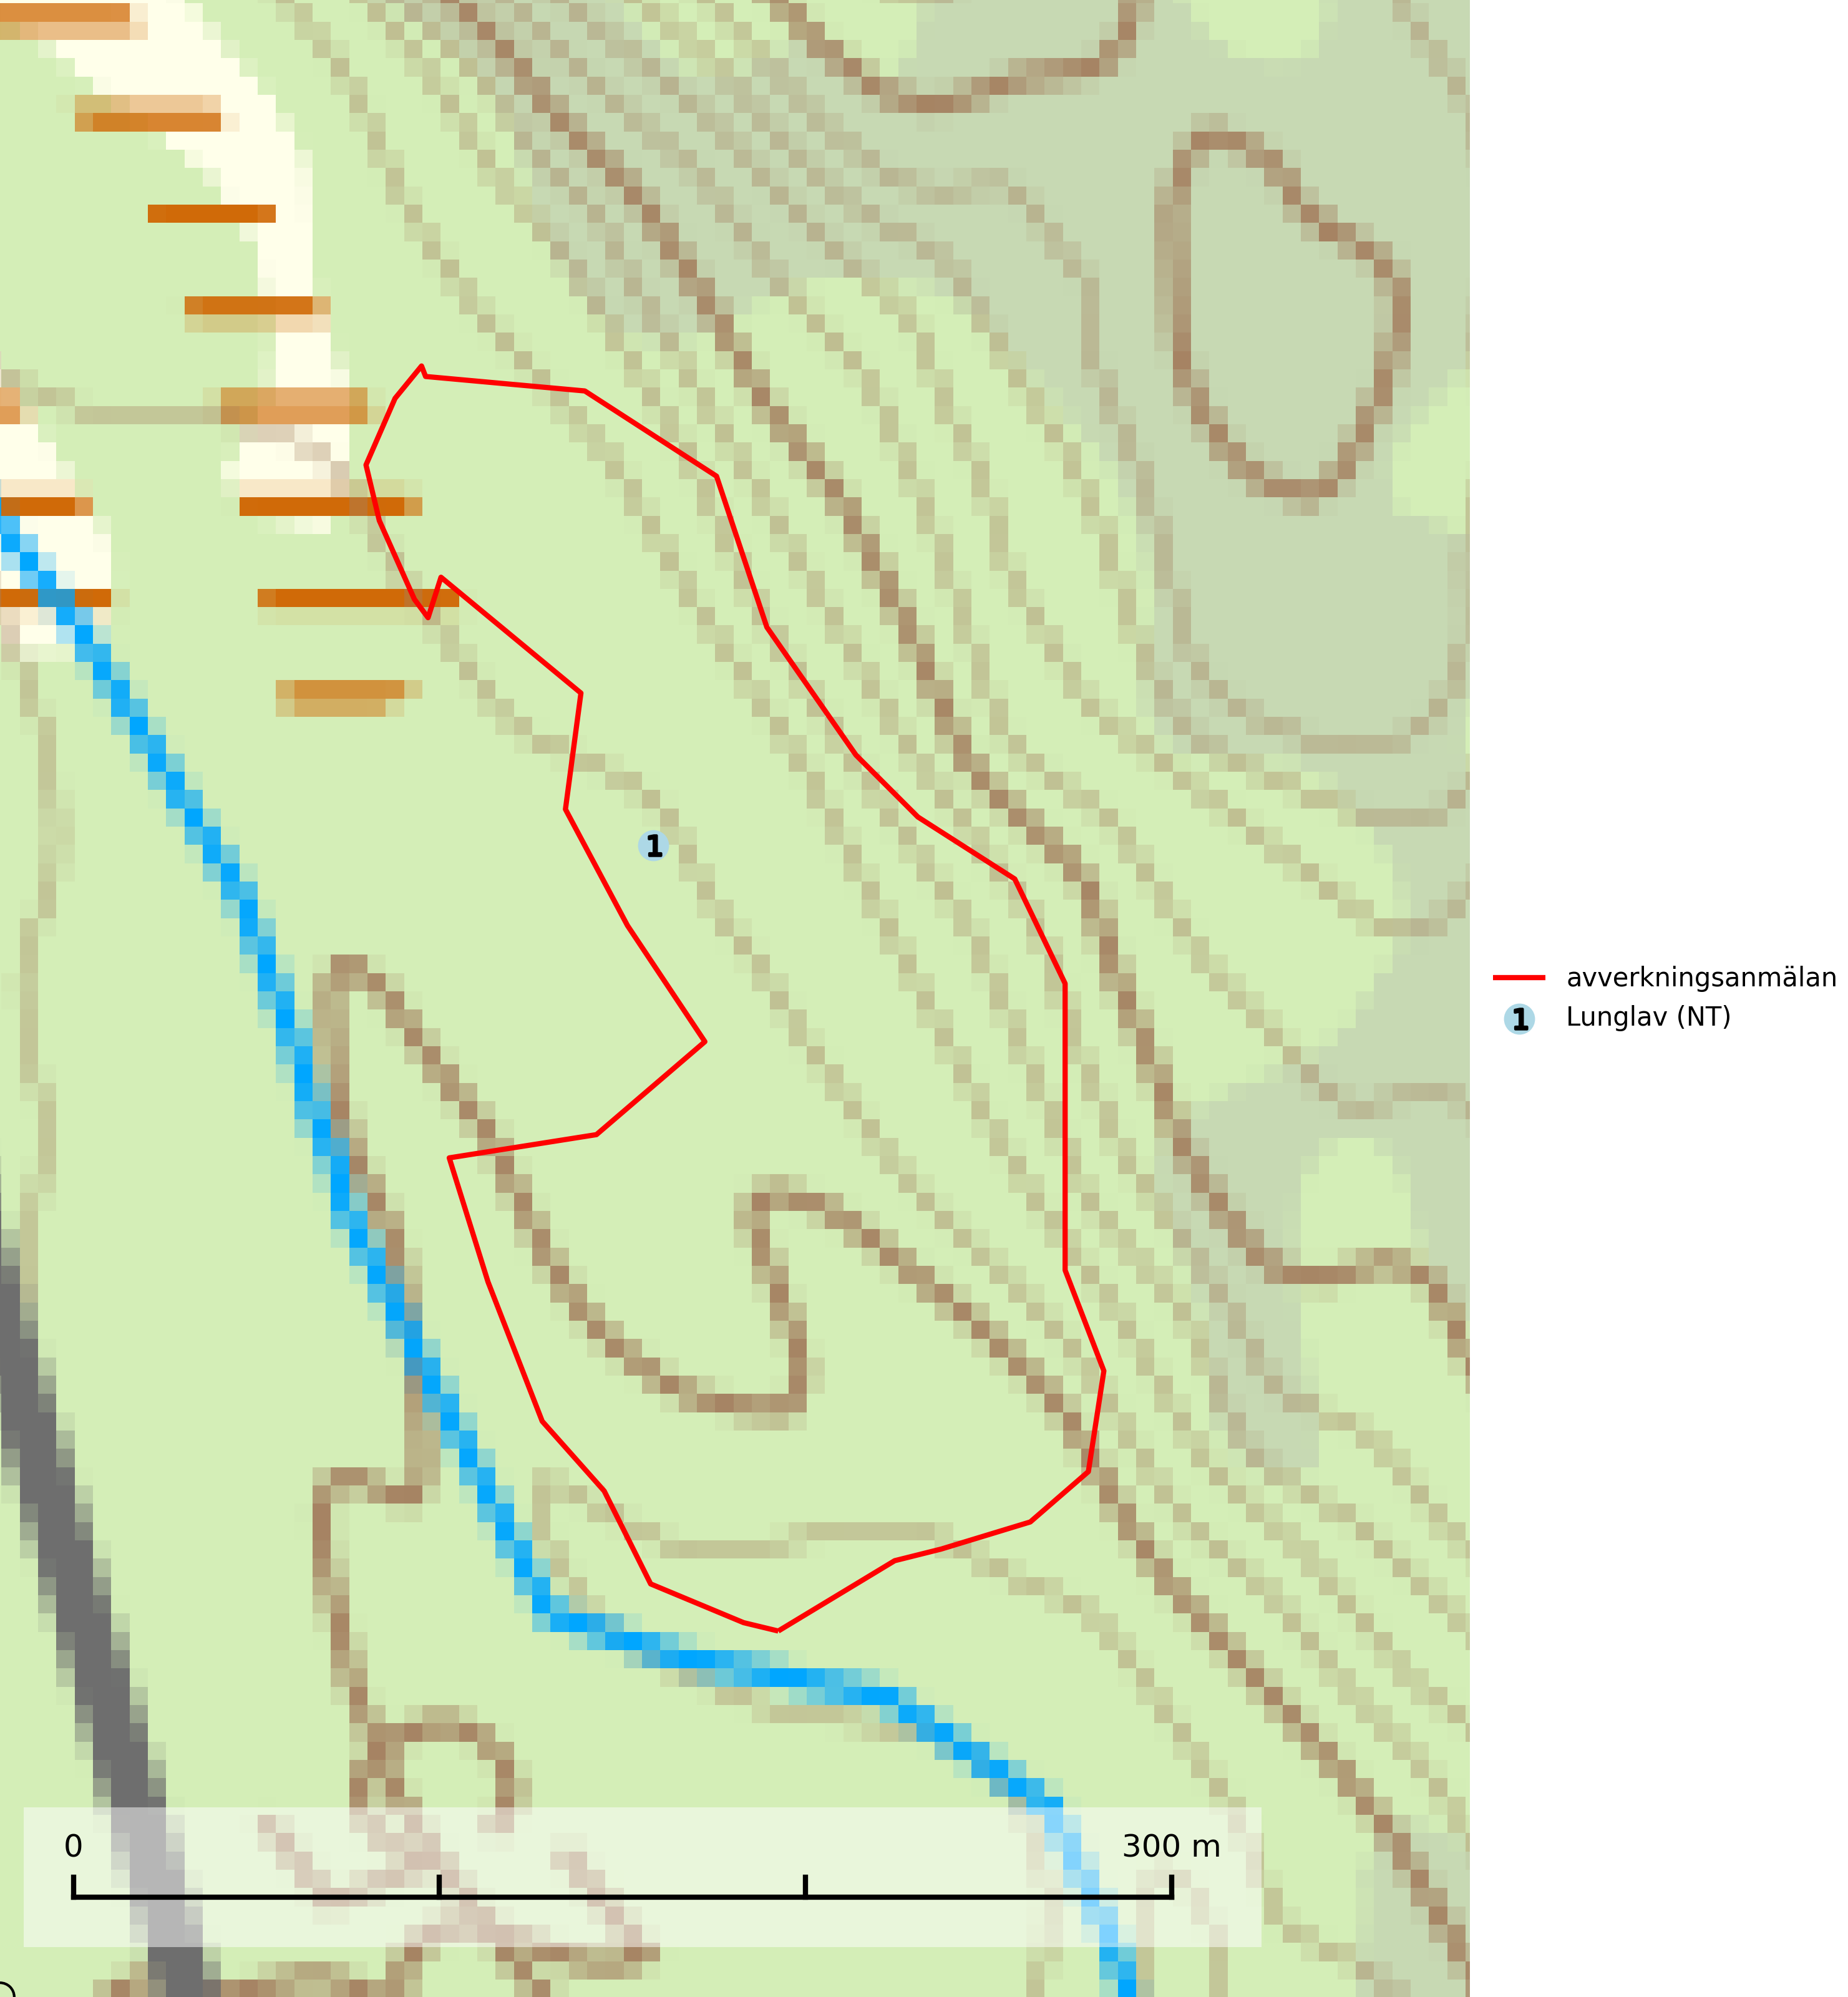 1
avverkningsanmälan
1 Lunglav (NT)
0 300 m